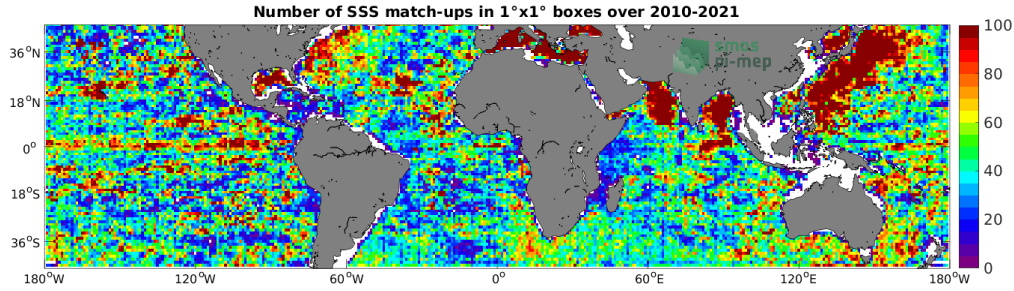 Number of SSS match-ups in 1°x1° boxes over 2010-2021
smos
pi-mep
36°N
18°N
0°
18°S
36°S
180°W
120°W
60°W
0°
60°E
120°E
180°W
100
80
60
40
20
0